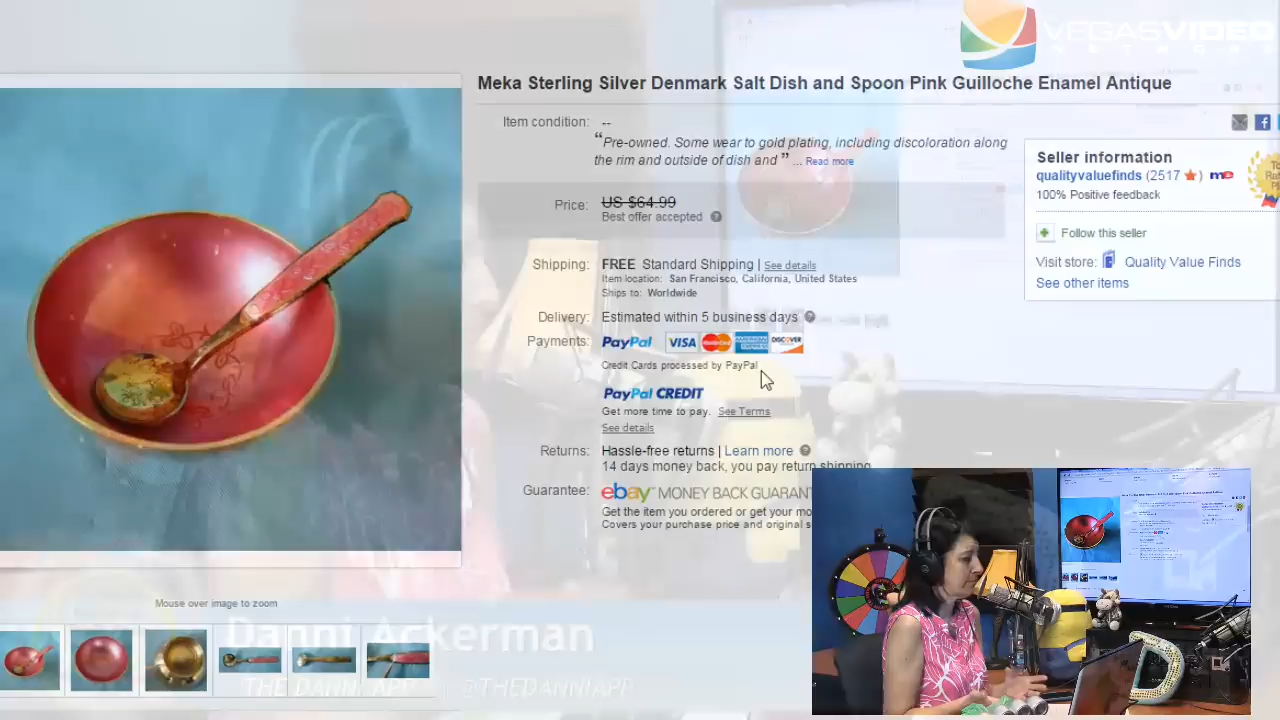 VEGASVIDEO
NETWORK
Meka Sterling Silver Denmark Salt Dish and Spoon Pink Guilloche Enamel Antique
Item condition: --
“Pre-owned. Some wear to gold plating, including discoloration along
the rim and outside of dish and ” ... Read more
Price: US $64.99
Best offer accepted
Shipping: FREE Standard Shipping | See details
Item location: San Francisco, California, United States
Ships to: Worldwide
Delivery: Estimated within 5 business days
Payments: PayPal VISA MasterCard AMERICAN EXPRESS DISCOVER
Credit Cards processed by PayPal
PayPal CREDIT
Get more time to pay. See Terms
See details
Returns: Hassle-free returns | Learn more
14 days money back, you pay return shipping
Guarantee: ebay MONEY BACK GUARAN
Get the item you ordered or get your mo
Covers your purchase price and original s
Seller information
qualityvaluefinds (2517 )
100% Positive feedback
Follow this seller
Visit store: Quality Value Finds
See other items
Mouse over image to zoom
Danni Ackerman
THE DANNI APP @THEDANNIAPP